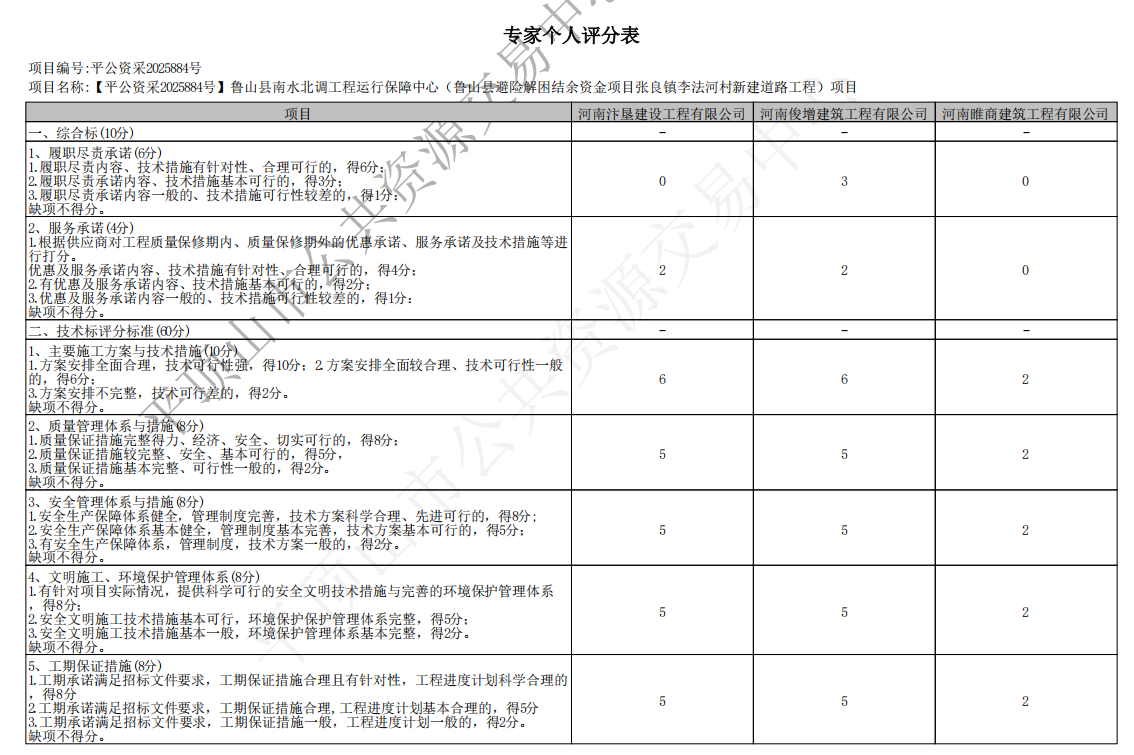 专家个人评分表
项目编号:平公资采2025884号
项目名称:【平公资采2025884号】鲁山县南水北调工程运行保障中心（鲁山县避险解困结余资金项目张良镇李法河村新建道路工程）项目
项目 河南汴垦建设工程有限公司 河南俊增建筑工程有限公司 河南睢商建筑工程有限公司
一、综合标(10分) - - -
1、履职尽责承诺(6分)
1.履职尽责内容、技术措施有针对性、合理可行的，得6分；
2.履职尽责承诺内容、技术措施基本可行的，得3分；
3.履职尽责承诺内容一般的、技术措施可行性较差的，得1分：
缺项不得分。
0 3 0
2、服务承诺(4分)
1.根据供应商对工程质量保修期内、质量保修期外的优惠承诺、服务承诺及技术措施等进
行打分。
优惠及服务承诺内容、技术措施有针对性、合理可行的，得4分；
2.有优惠及服务承诺内容、技术措施基本可行的，得2分；
3.优惠及服务承诺内容一般的、技术措施可行性较差的，得1分：
缺项不得分。
2 2 0
二、技术标评分标准(60分) - - -
1、主要施工方案与技术措施(10分)
1.方案安排全面合理，技术可行性强，得10分；2.方案安排全面较合理、技术可行性一般
的，得6分；
3.方案安排不完整，技术可行差的，得2分。
缺项不得分。
6 6 2
2、质量管理体系与措施(8分)
1.质量保证措施完整得力、经济、安全、切实可行的，得8分；
2.质量保证措施较完整、安全、基本可行的，得5分，
3.质量保证措施基本完整、可行性一般的，得2分。
缺项不得分。
5 5 2
3、安全管理体系与措施(8分)
1.安全生产保障体系健全，管理制度完善，技术方案科学合理、先进可行的，得8分；
2.安全生产保障体系基本健全，管理制度基本完善，技术方案基本可行的，得5分；
3.有安全生产保障体系，管理制度，技术方案一般的，得2分。
缺项不得分。
5 5 2
4、文明施工、环境保护管理体系(8分)
1.有针对项目实际情况，提供科学可行的安全文明技术措施与完善的环境保护管理体系
，得8分；
2.安全文明施工技术措施基本可行，环境保护保护管理体系完整，得5分；
3.安全文明施工技术措施基本一般，环境保护管理体系基本完整，得2分。
缺项不得分。
5 5 2
5、工期保证措施(8分)
1.工期承诺满足招标文件要求，工期保证措施合理且有针对性，工程进度计划科学合理的
，得8分
2.工期承诺满足招标文件要求，工期保证措施合理,工程进度计划基本合理的，得5分
3.工期承诺满足招标文件要求，工期保证措施一般，工程进度计划一般的，得2分。
缺项不得分。
5 5 2
平顶山市公共资源交易中心
平顶山市公共资源交易中心